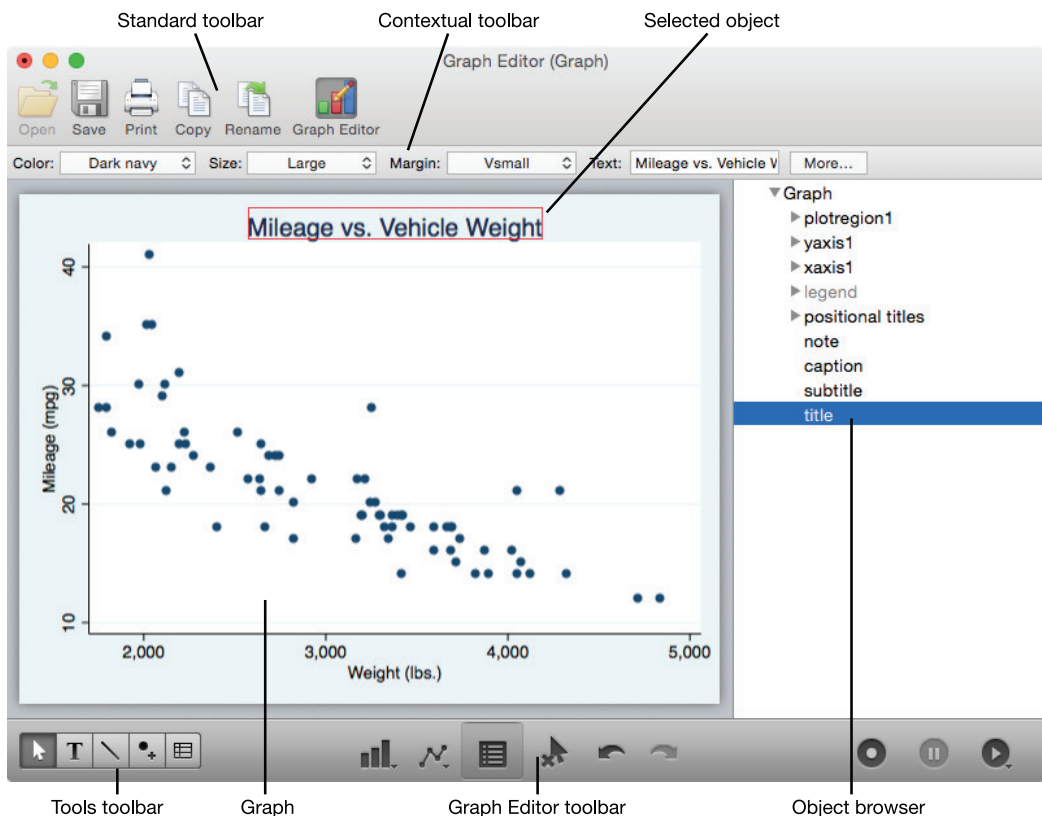 Standard toolbar Contextual toolbar Selected object
Graph Editor (Graph)
Open Save Print Copy Rename Graph Editor
Color: Dark navy Size: Large Margin: Vsmall Text: Mileage vs. Vehicle W More...
Mileage vs. Vehicle Weight
40
30
20
10
Mileage (mpg)
2,000 3,000 4,000 5,000
Weight (lbs.)
Graph
plotregion1
yaxis1
xaxis1
legend
positional titles
note
caption
subtitle
title
T
Tools toolbar Graph Graph Editor toolbar Object browser